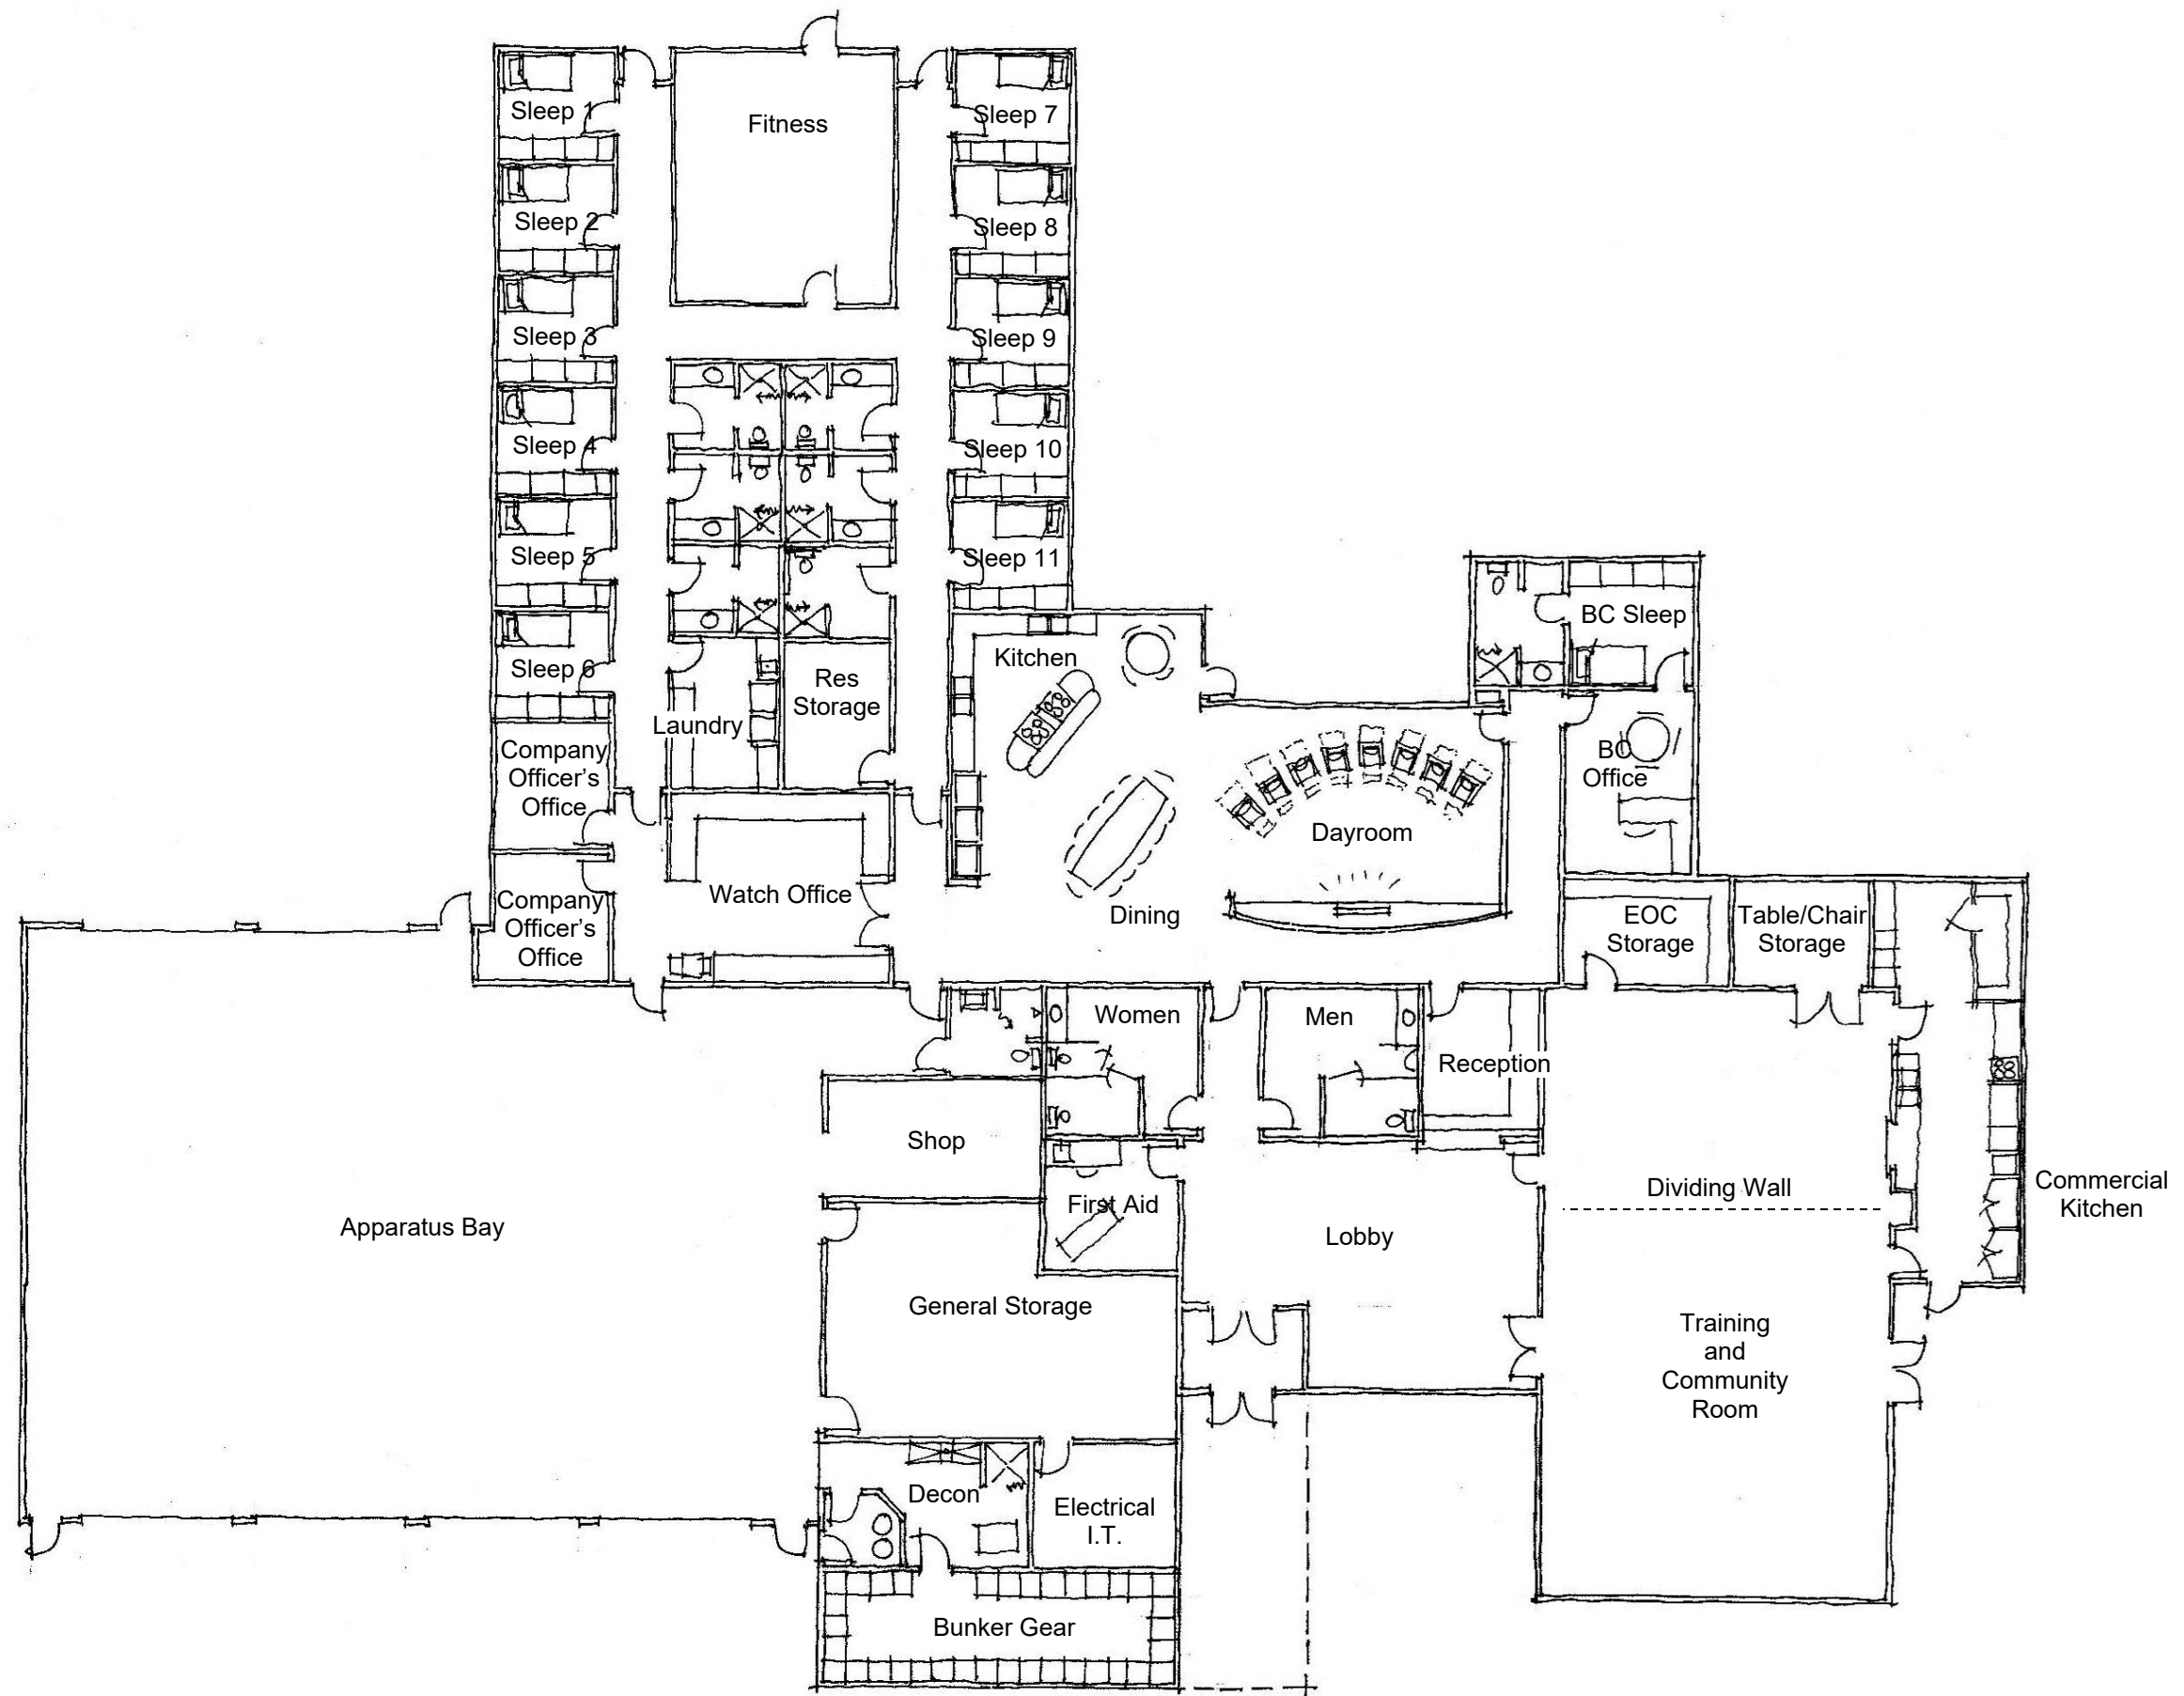 Sleep 1
Fitness
Sleep 7
Sleep 2
Sleep 8
Sleep 3
Sleep 9
Sleep 4
Sleep 10
Sleep 5
Sleep 11
Sleep 6
Kitchen
BC Sleep
Res
Storage
Laundry
Company
Officer’s
Office
BC
Office
Dayroom
Watch Office
Company
Officer’s
Office
Dining
EOC
Storage
Table/Chair
Storage
Women
Men
Reception
Shop
First Aid
Dividing Wall
Commercial
Kitchen
Apparatus Bay
Lobby
General Storage
Training
and
Community
Room
Decon
Electrical
I.T.
Bunker Gear